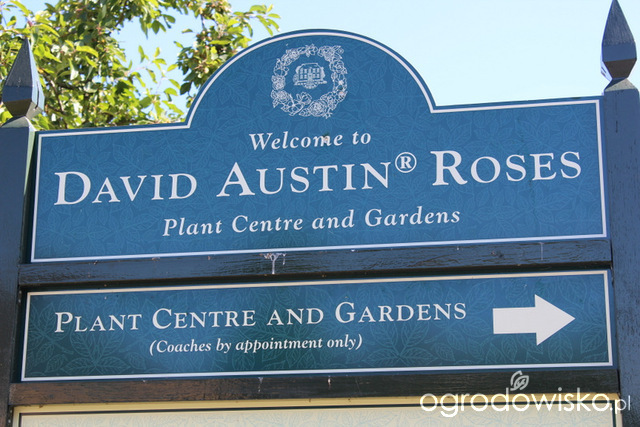 Welcome to
DAVID AUSTIN® ROSES
Plant Centre and Gardens
PLANT CENTRE AND GARDENS
(Coaches by appointment only)
ogrodowisko.pl